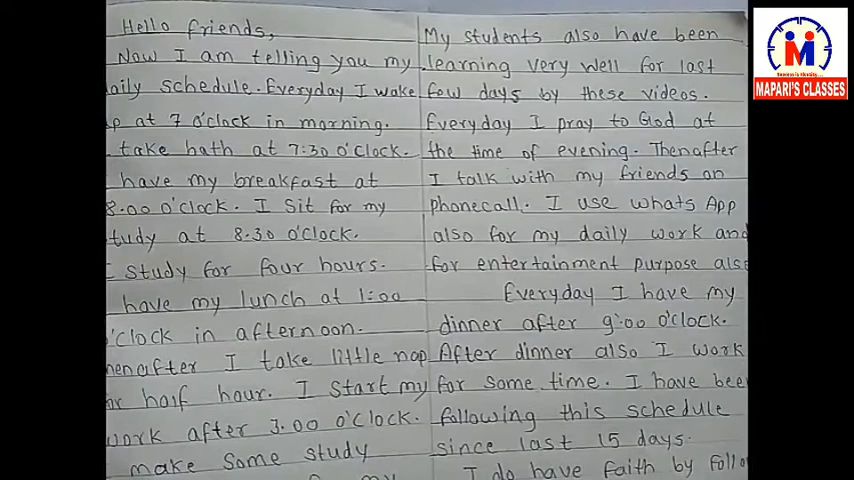 Hello friends,
Now I am telling you my
aily schedule. Everyday I wake
p at 7 o'clock in morning.
take bath at 7:30 o'clock.
have my breakfast at
8.00 o'clock. I sit for my
tudy at 8.30 o'clock.
I study for four hours.
have my lunch at 1:00
o'clock in afternoon.
henafter I take little nap
or half hour. I start my
work after 3.00 o'clock.
make some study
my
My students also have been
learning very well for last
few days by these videos.
Everyday I pray to God at
the time of evening. Thenafter
I talk with my friends on
phonecall. I use whats App
also for my daily work and
for entertainment purpose also
Everyday I have my
dinner after 9:00 o'clock.
After dinner also I work
for some time. I have bee
following this schedule
since last 15 days.
I do have faith by follo
MAPARI'S CLASSES